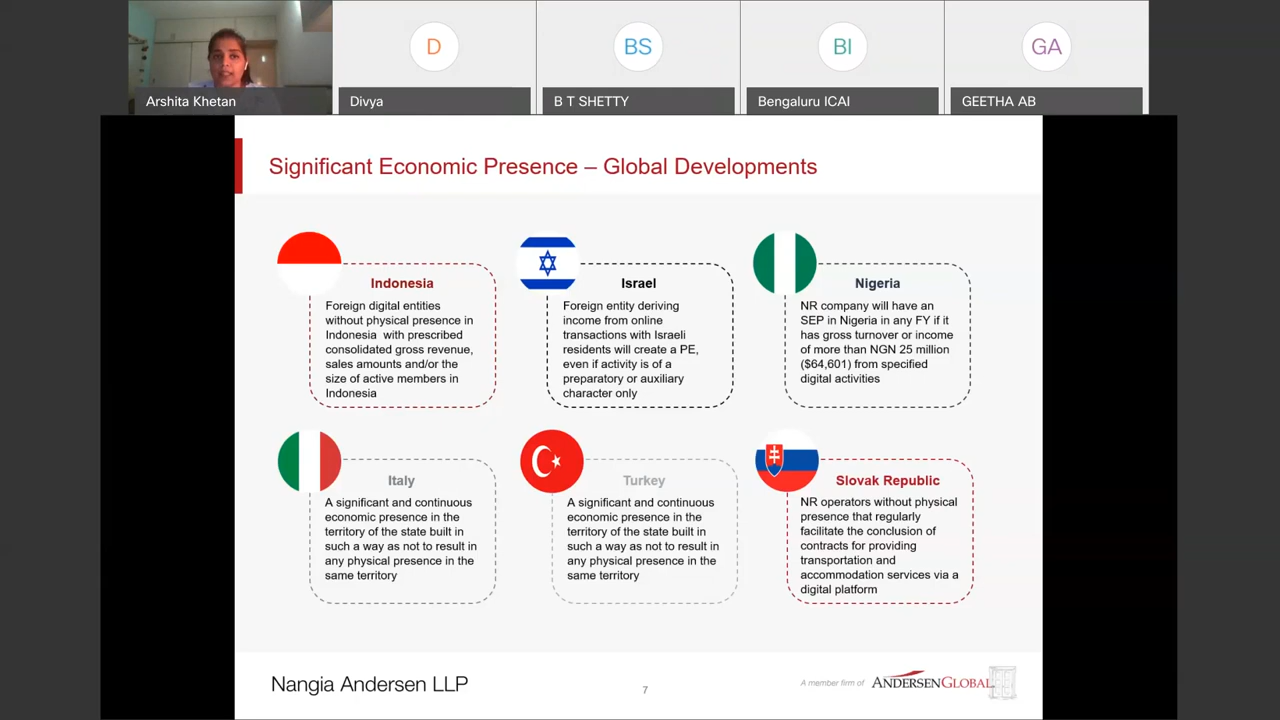 D
BS
BI
GA
Arshita Khetan
Divya
B T SHETTY
Bengaluru ICAI
GEETHA AB
Significant Economic Presence – Global Developments
Indonesia
Foreign digital entities
without physical presence in
Indonesia with prescribed
consolidated gross revenue,
sales amounts and/or the
size of active members in
Indonesia
Israel
Foreign entity deriving
income from online
transactions with Israeli
residents will create a PE,
even if activity is of a
preparatory or auxiliary
character only
Nigeria
NR company will have an
SEP in Nigeria in any FY if it
has gross turnover or income
of more than NGN 25 million
($64,601) from specified
digital activities
Italy
A significant and continuous
economic presence in the
territory of the state built in
such a way as not to result in
any physical presence in the
same territory
Turkey
A significant and continuous
economic presence in the
territory of the state built in
such a way as not to result in
any physical presence in the
same territory
Slovak Republic
NR operators without physical
presence that regularly
facilitate the conclusion of
contracts for providing
transportation and
accommodation services via a
digital platform
Nangia Andersen LLP
7
A member firm of
ANDERSEN GLOBAL